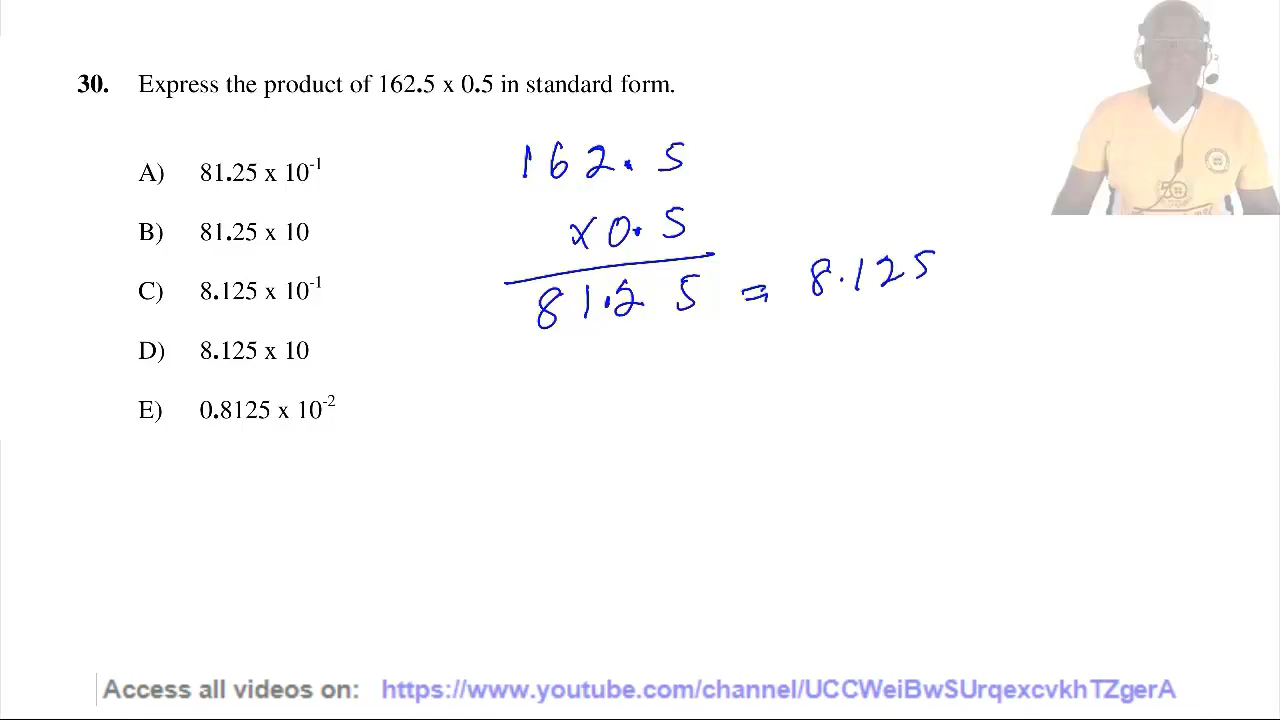 30. Express the product of 162.5 x 0.5 in standard form.
A) 81.25 x 10⁻¹
B) 81.25 x 10
C) 8.125 x 10⁻¹
D) 8.125 x 10
E) 0.8125 x 10⁻²
162.5
x0.5
81.25 = 8.125
50
Access all videos on: https://www.youtube.com/channel/UCCWeiBwSUrqexcvkhTZgerA